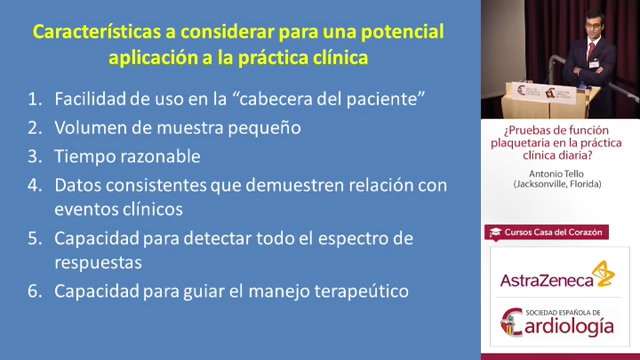 Características a considerar para una potencial
aplicación a la práctica clínica
1. Facilidad de uso en la “cabecera del paciente”
2. Volumen de muestra pequeño
3. Tiempo razonable
4. Datos consistentes que demuestren relación con
eventos clínicos
5. Capacidad para detectar todo el espectro de
respuestas
6. Capacidad para guiar el manejo terapeútico
¿Pruebas de función
plaquetaria en la práctica
clínica diaria?
Antonio Tello
(Jacksonville, Florida)
Cursos Casa del Corazón
AstraZeneca
SOCIEDAD ESPAÑOLA DE
Cardiología